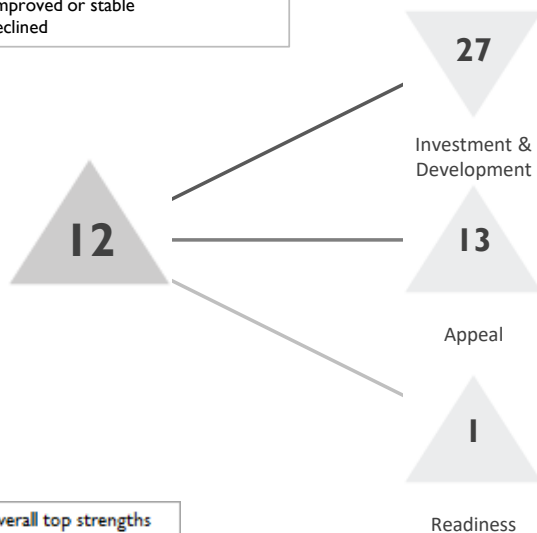 mproved or stable
eclined
27
Investment &
Development
12
13
Appeal
1
Readiness
verall top strengths